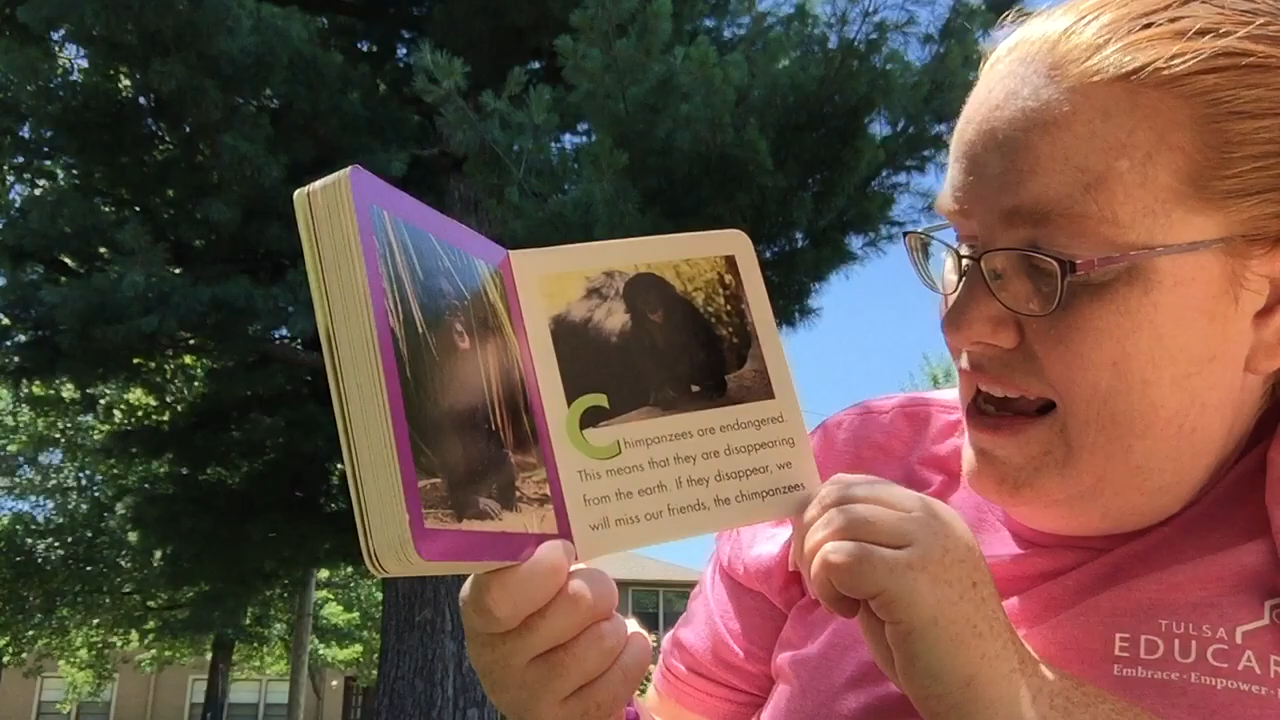 Chimpanzees are endangered.
This means that they are disappearing
from the earth. If they disappear, we
will miss our friends, the chimpanzees
TULSA
EDUCAR
Embrace · Empower ·